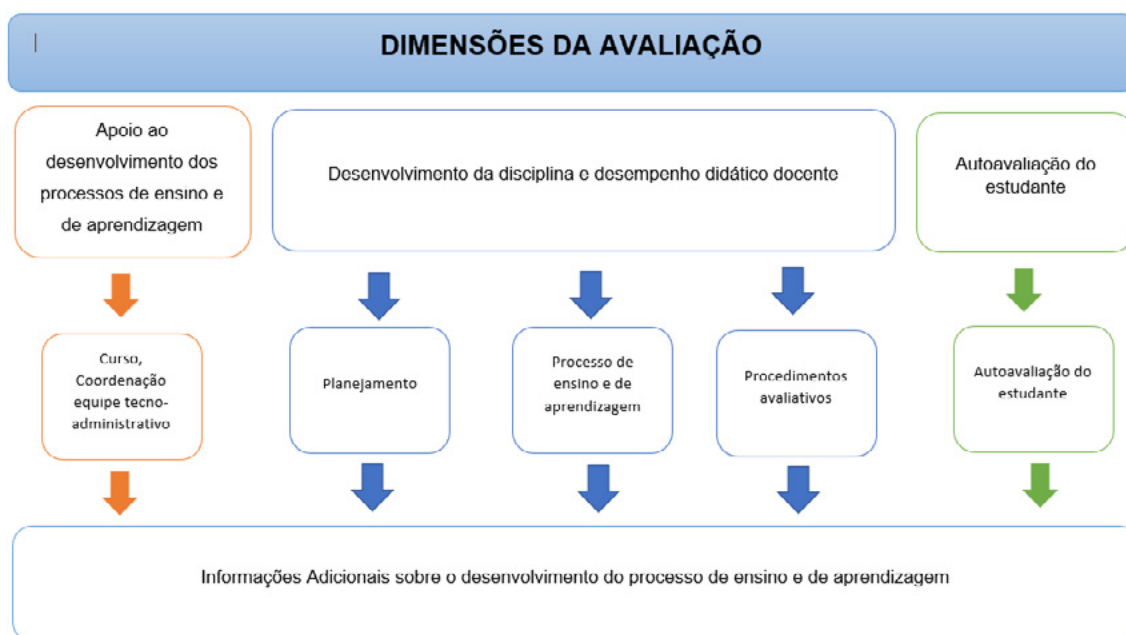 DIMENSÕES DA AVALIAÇÃO
Apoio ao
desenvolvimento dos
processos de ensino e
de aprendizagem
Desenvolvimento da disciplina e desempenho didático docente
Autoavaliação do
estudante
Curso,
Coordenação
equipe tecno-
administrativo
Planejamento
Processo de
ensino e de
aprendizagem
Procedimentos
avaliativos
Autoavaliação do
estudante
Informações Adicionais sobre o desenvolvimento do processo de ensino e de aprendizagem